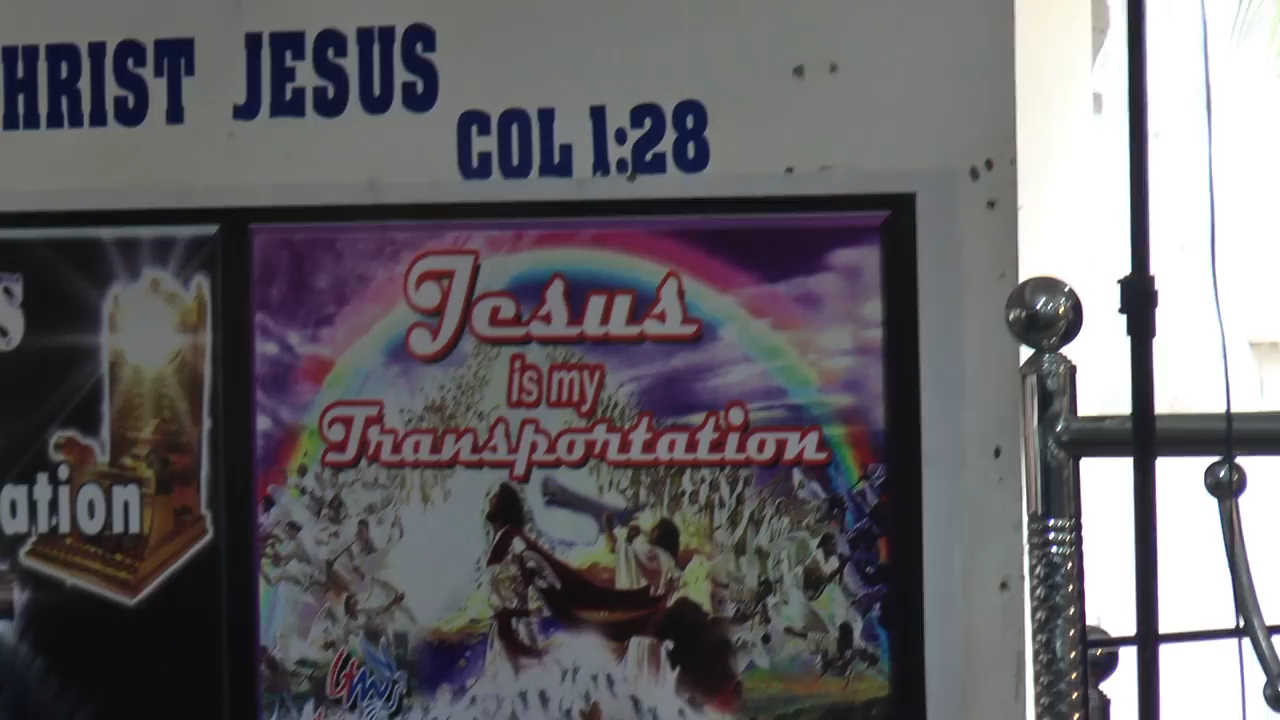 HRIST JESUS
COL 1:28
Jesus
is my
Transportation
S
ation